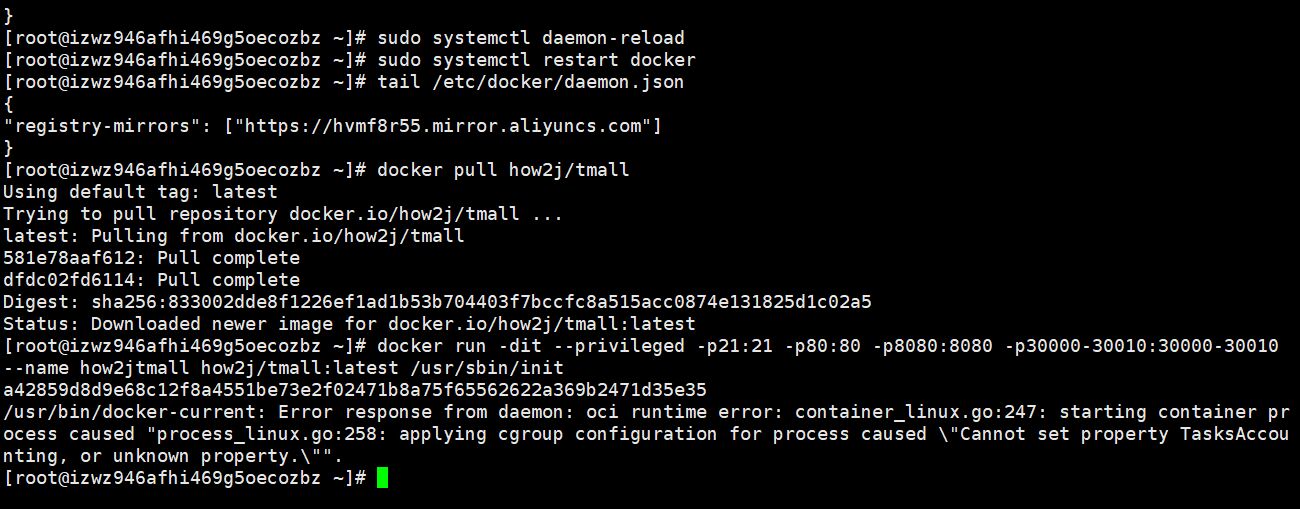 }
[root@izwz946afhi469g5oecozbz ~]# sudo systemctl daemon-reload
[root@izwz946afhi469g5oecozbz ~]# sudo systemctl restart docker
[root@izwz946afhi469g5oecozbz ~]# tail /etc/docker/daemon.json
{
"registry-mirrors": ["https://hvmf8r55.mirror.aliyuncs.com"]
}
[root@izwz946afhi469g5oecozbz ~]# docker pull how2j/tmall
Using default tag: latest
Trying to pull repository docker.io/how2j/tmall ...
latest: Pulling from docker.io/how2j/tmall
581e78aaf612: Pull complete
dfdc02fd6114: Pull complete
Digest: sha256:833002dde8f1226ef1ad1b53b704403f7bccfc8a515acc0874e131825d1c02a5
Status: Downloaded newer image for docker.io/how2j/tmall:latest
[root@izwz946afhi469g5oecozbz ~]# docker run -dit --privileged -p21:21 -p80:80 -p8080:8080 -p30000-30010:30000-30010
--name how2jtmall how2j/tmall:latest /usr/sbin/init
a42859d8d9e68c12f8a4551be73e2f02471b8a75f65562622a369b2471d35e35
/usr/bin/docker-current: Error response from daemon: oci runtime error: container_linux.go:247: starting container pr
ocess caused "process_linux.go:258: applying cgroup configuration for process caused \"Cannot set property TasksAccou
nting, or unknown property.\"".
[root@izwz946afhi469g5oecozbz ~]#